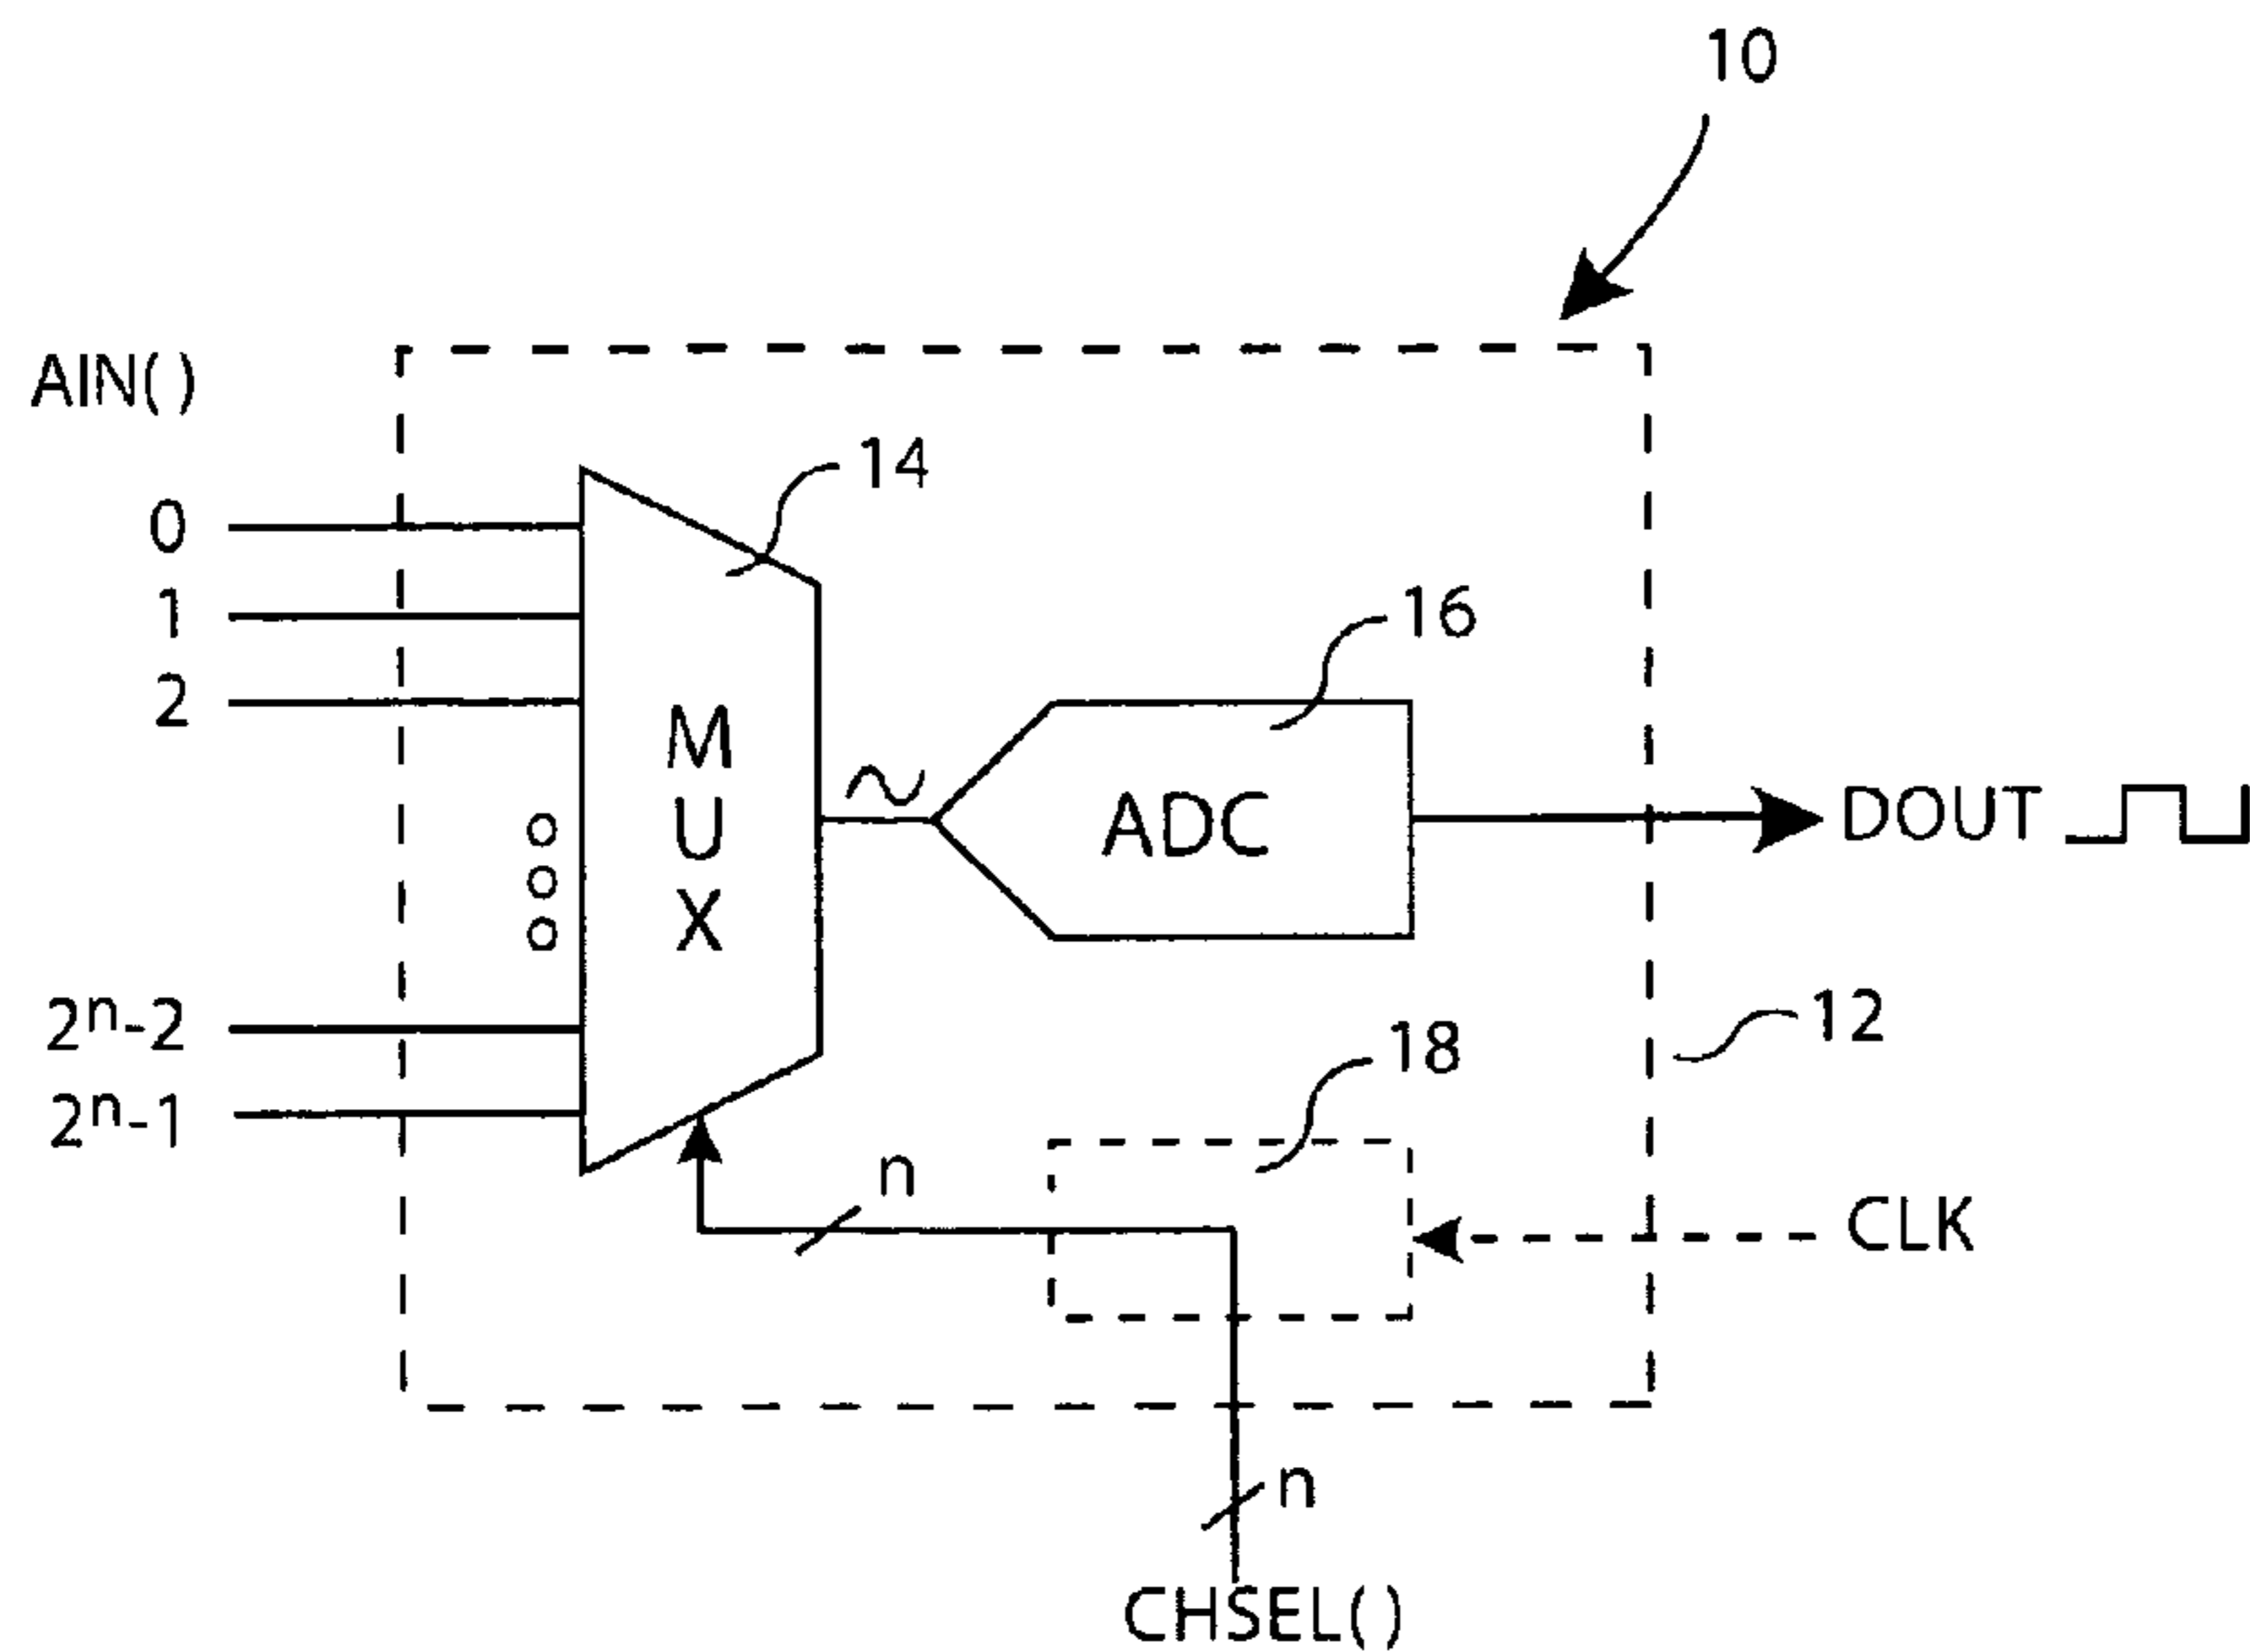 10
AIN( )
14
0
1
2
16
M
U
X
ADC
DOUT
2ⁿ-2
2ⁿ-1
12
18
n
CLK
n
CHSEL( )